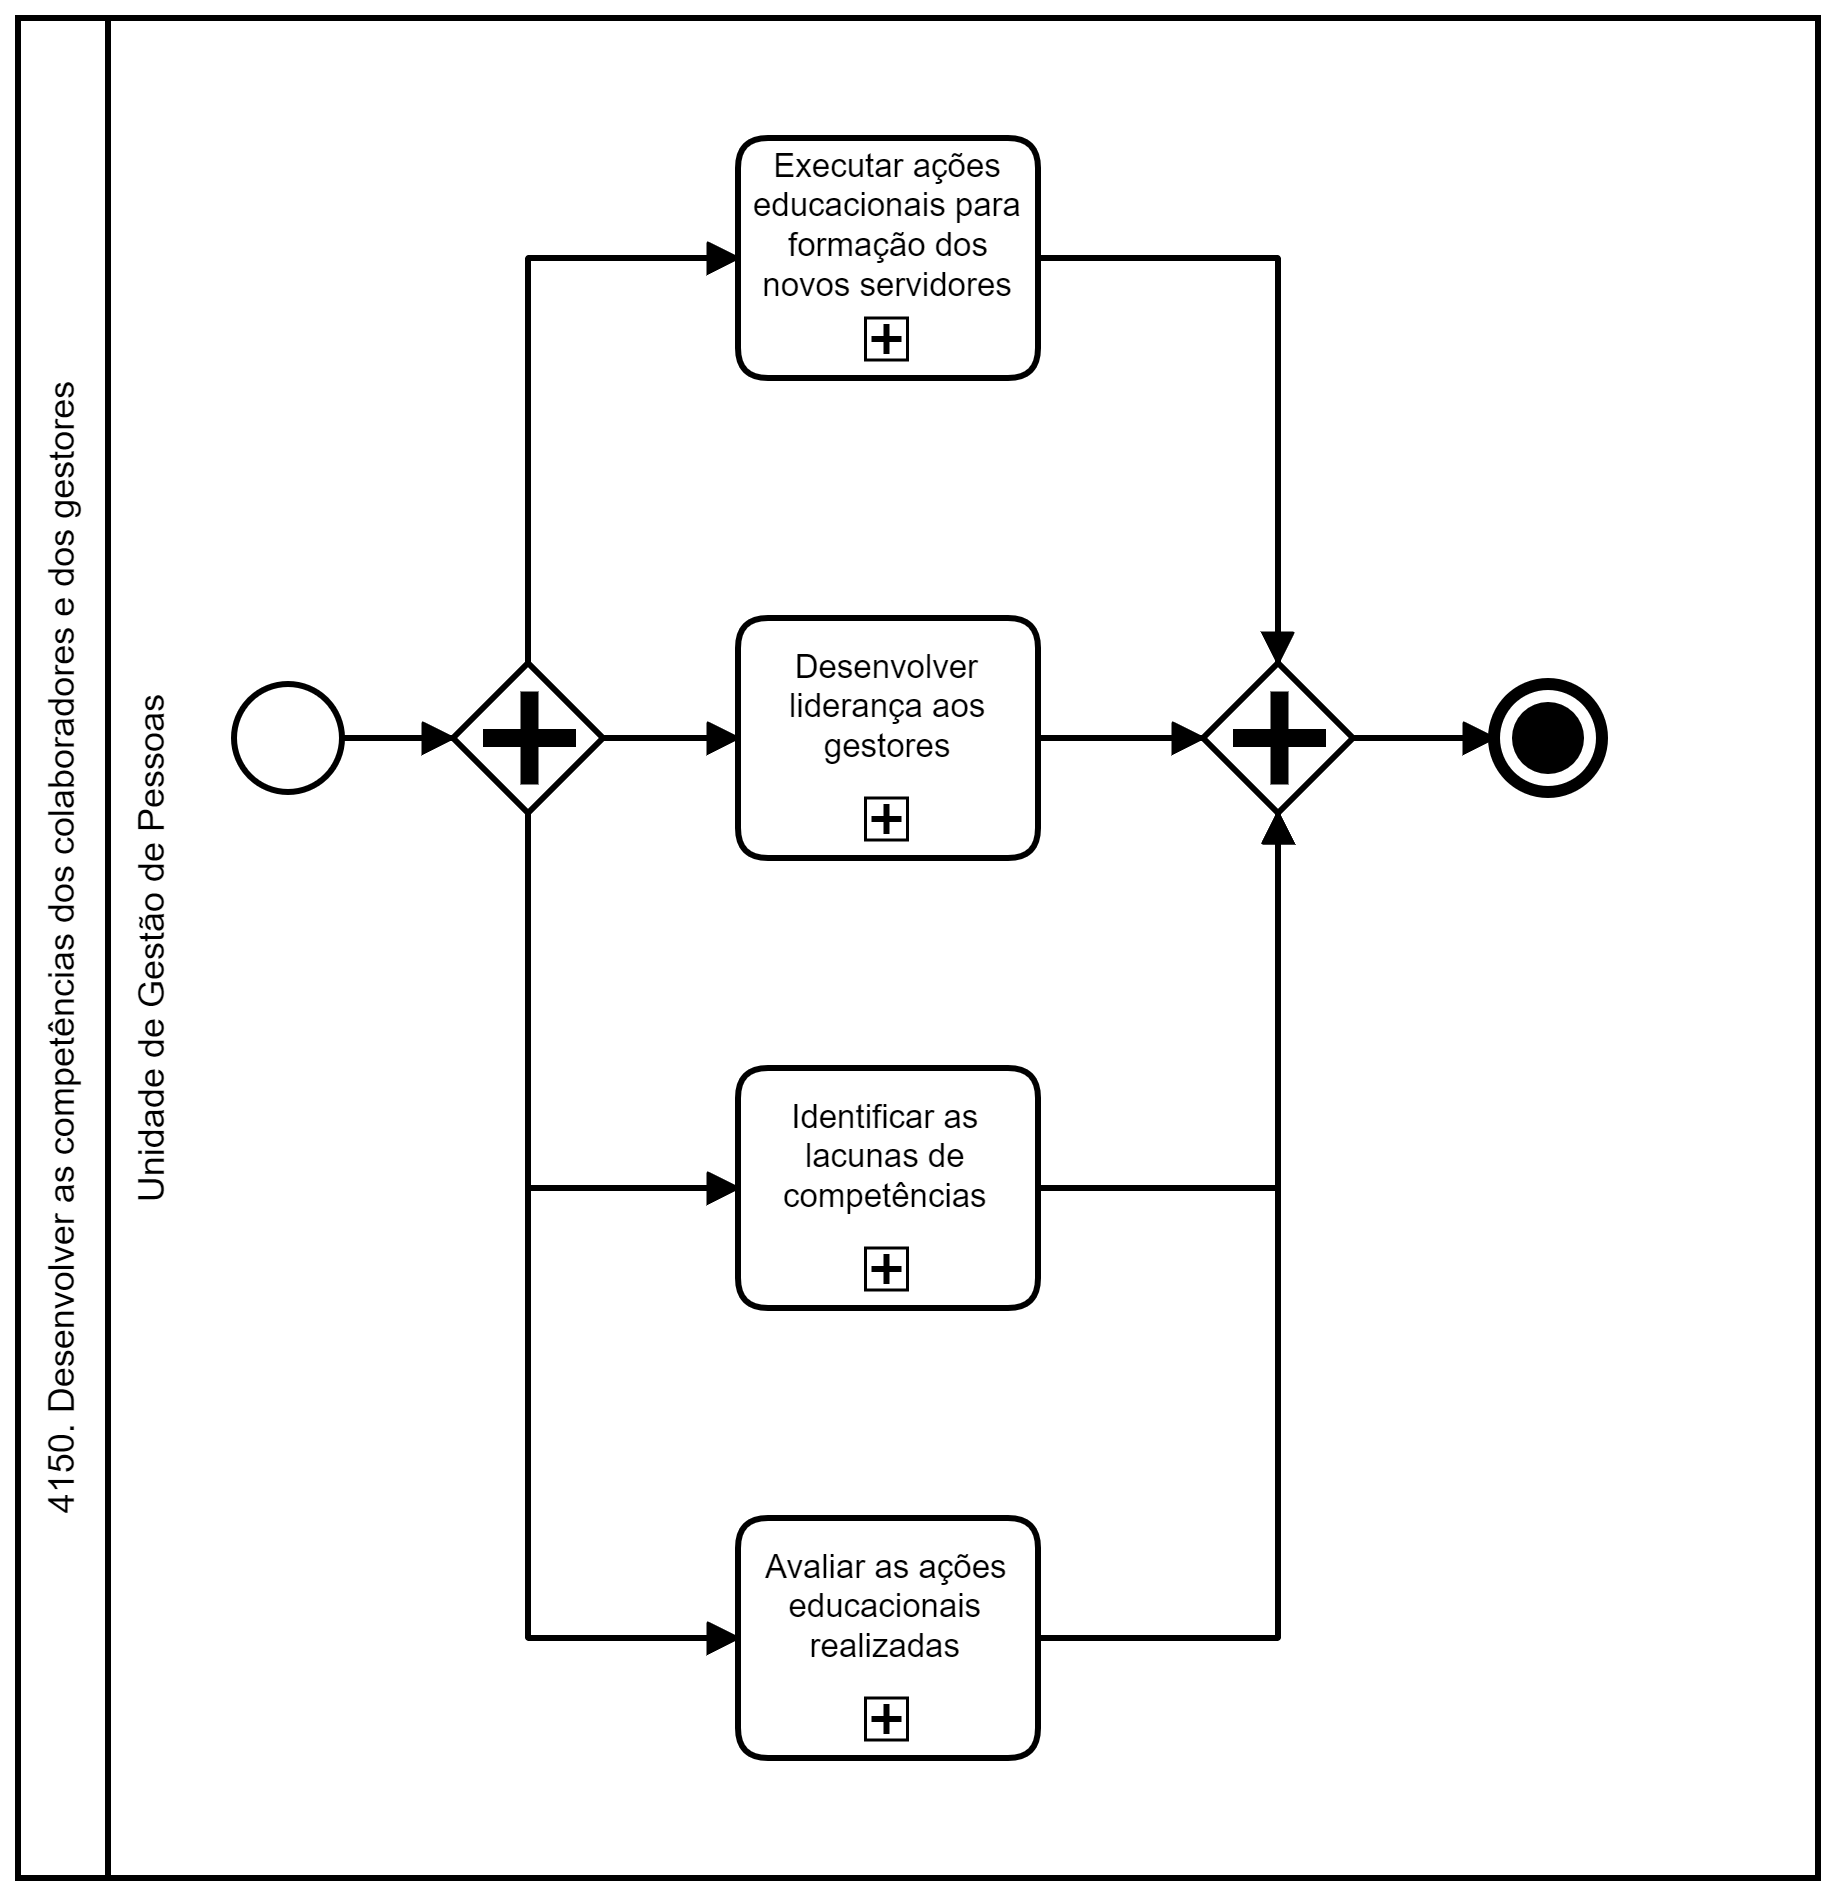 4150. Desenvolver as competências dos colaboradores e dos gestores
Unidade de Gestão de Pessoas
Executar ações
educacionais para
formação dos
novos servidores
Desenvolver
liderança aos
gestores
Identificar as
lacunas de
competências
Avaliar as ações
educacionais
realizadas